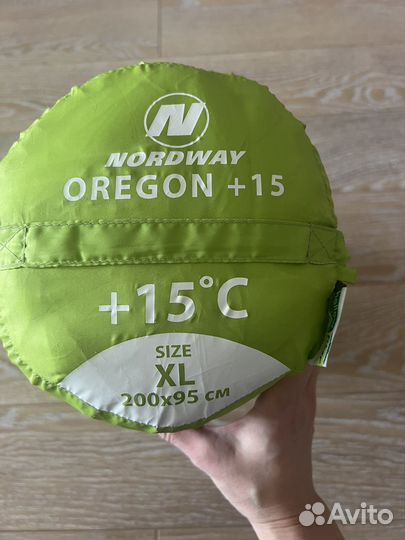 N
NORDWAY
OREGON +15
+15°C
SIZE
XL
200x95 см
Avito